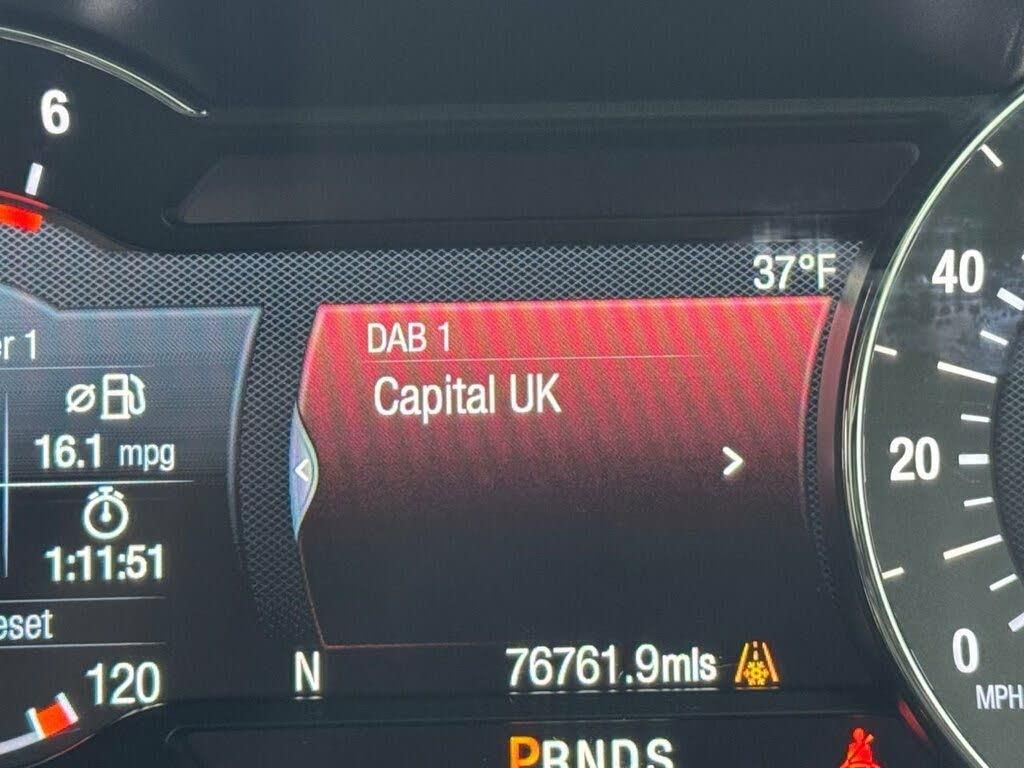 6
37°F
40
DAB 1
Capital UK
er 1
16.1 mpg
20
1:11:51
eset
120
N
76761.9mls
0
MPH
PRNDS